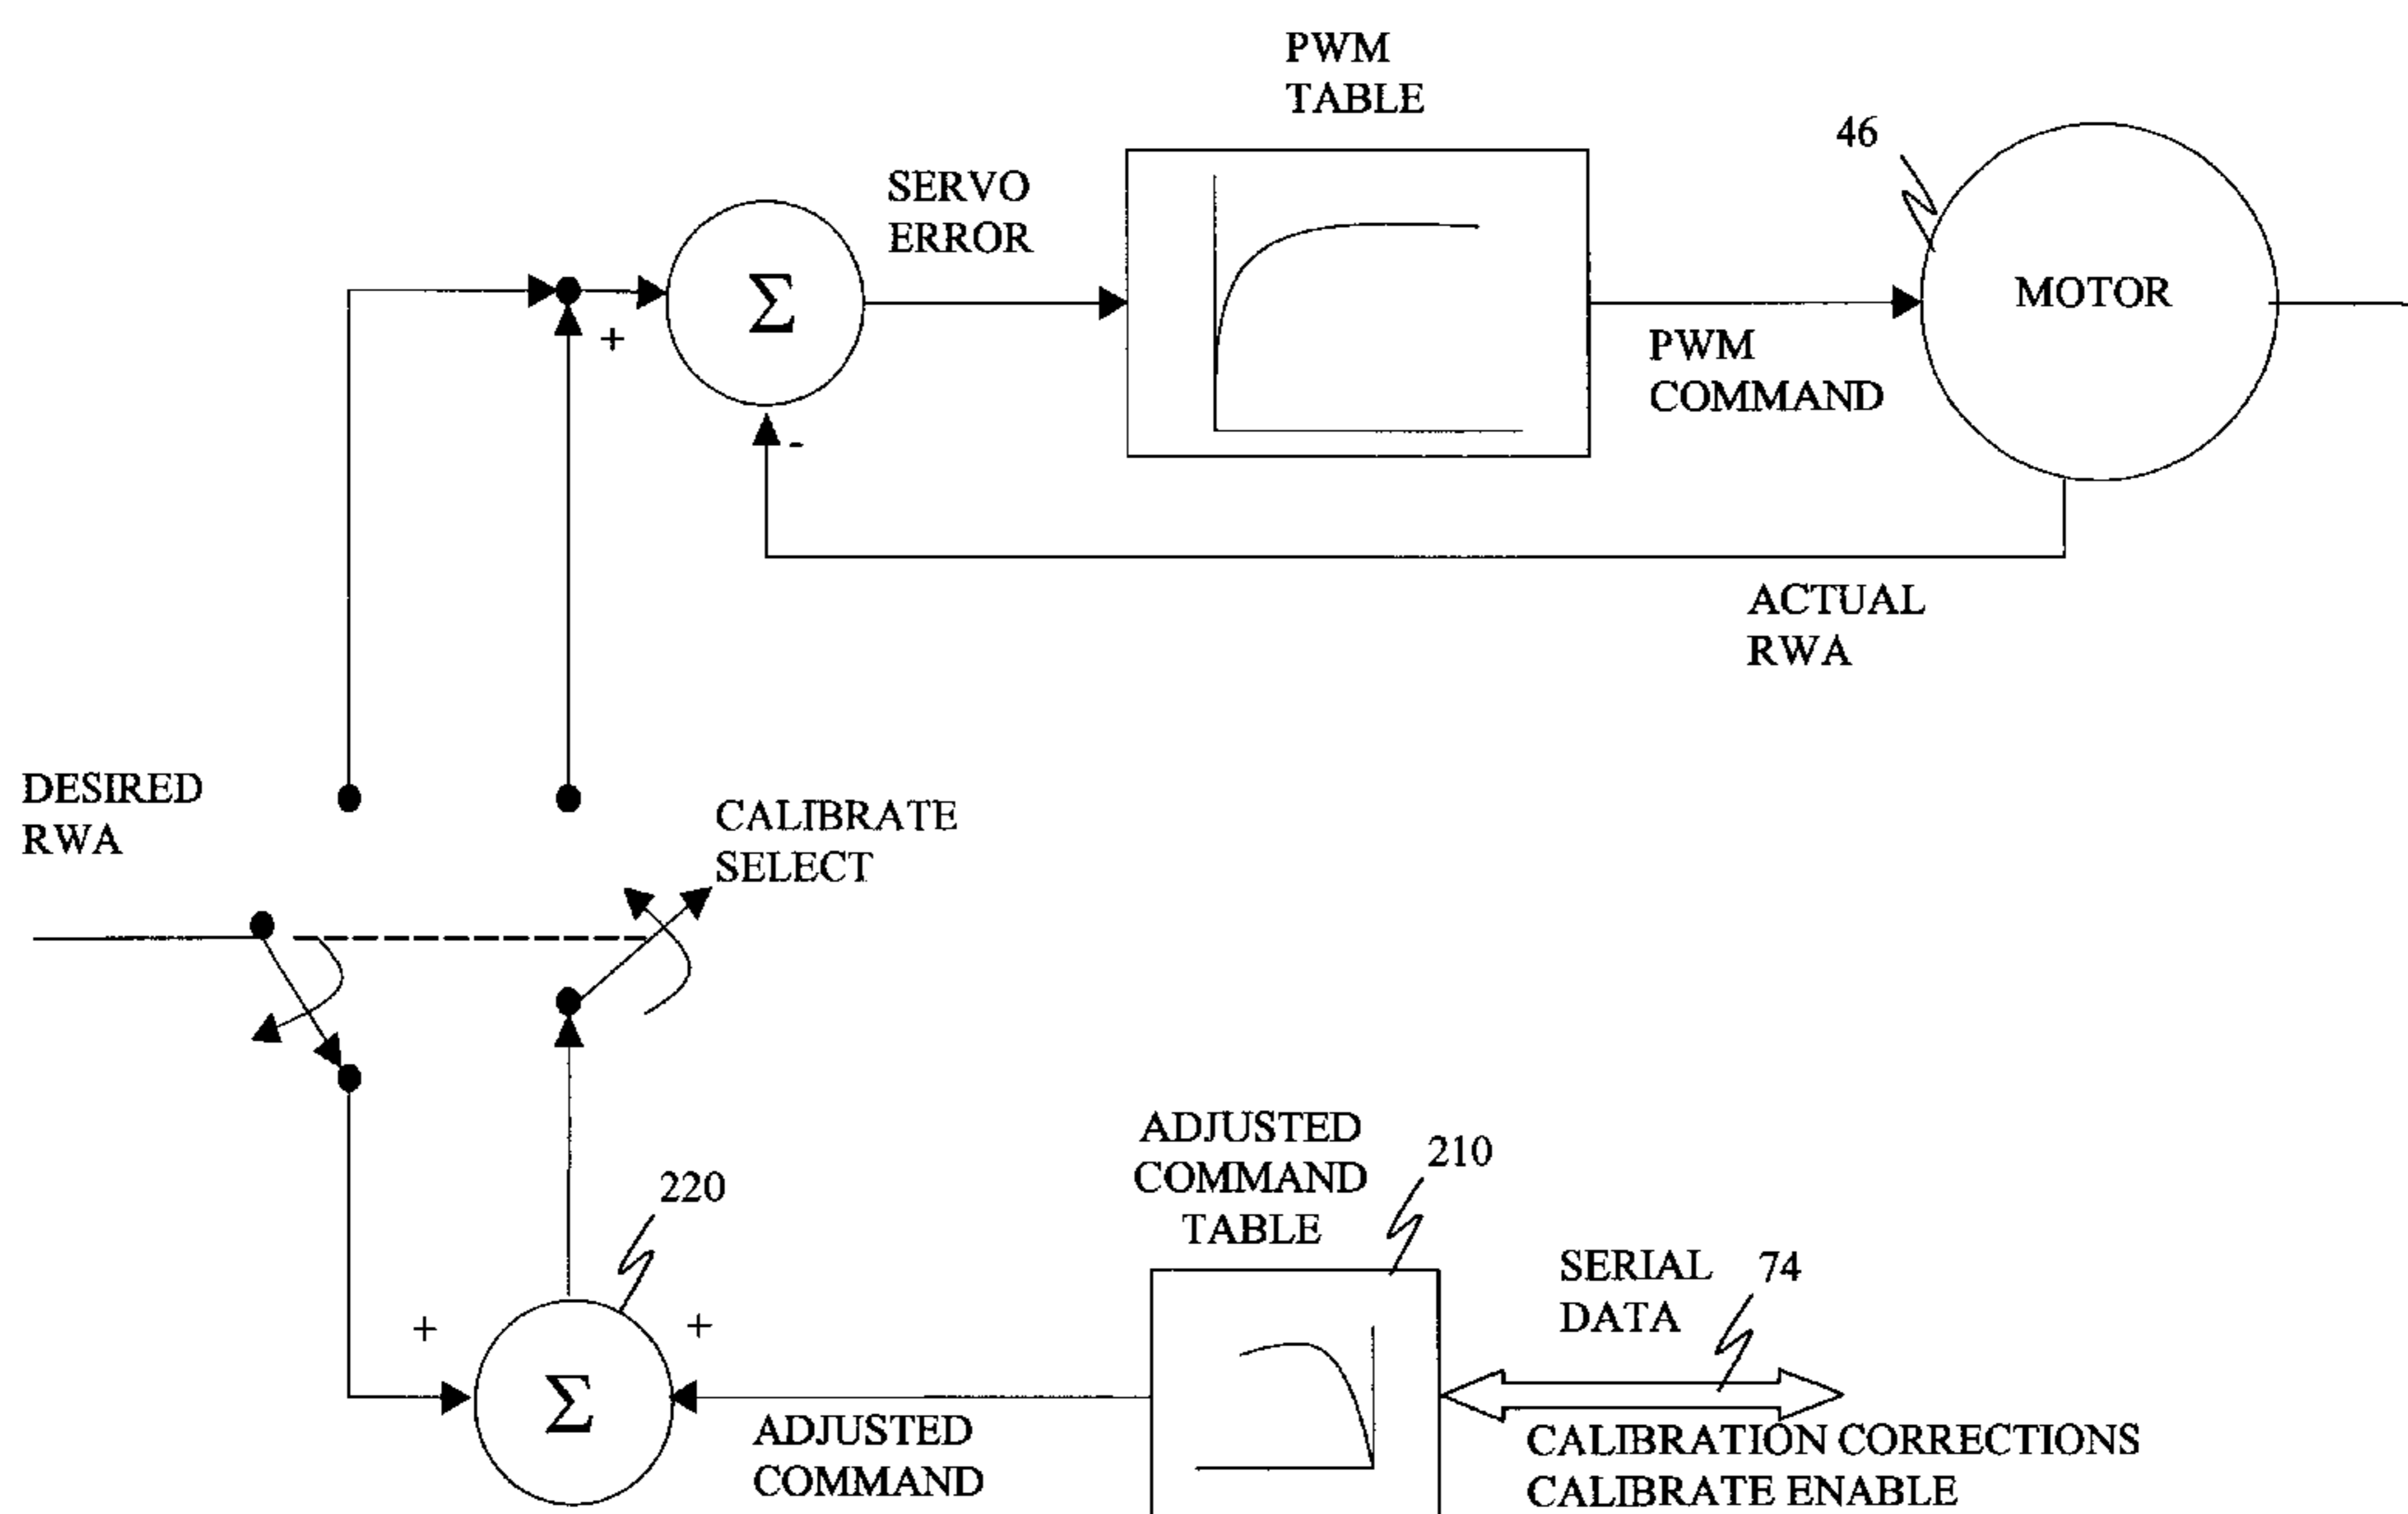 PWM
TABLE
46
SERVO
ERROR
Σ
MOTOR
+
PWM
COMMAND
-
ACTUAL
RWA
DESIRED
RWA
CALIBRATE
SELECT
ADJUSTED
COMMAND
TABLE
210
220
SERIAL
DATA
74
+
+
Σ
ADJUSTED
COMMAND
CALIBRATION CORRECTIONS
CALIBRATE ENABLE